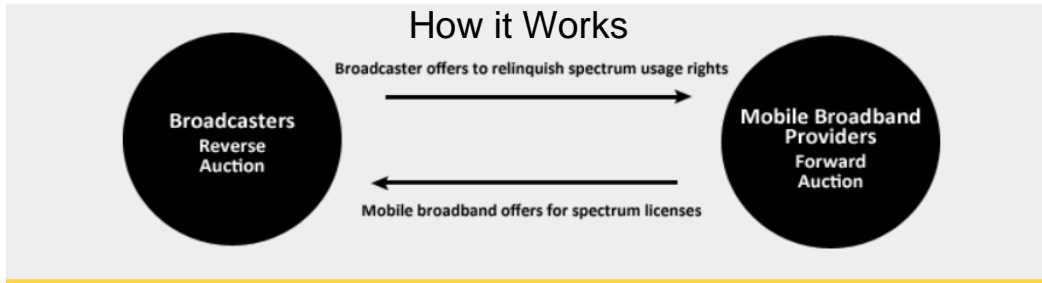 How it Works
Broadcaster offers to relinquish spectrum usage rights
Broadcasters
Reverse
Auction
Mobile Broadband
Providers
Forward
Auction
Mobile broadband offers for spectrum licenses